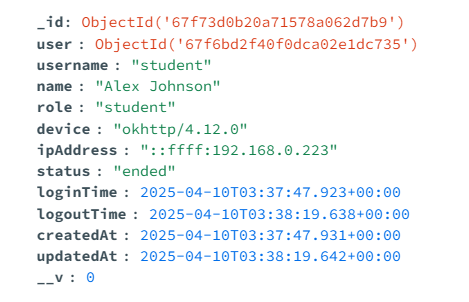 _id: ObjectId('67f73d0b20a71578a062d7b9')
user : ObjectId('67f6bd2f40f0dca02e1dc735')
username : "student"
name : "Alex Johnson"
role : "student"
device : "okhttp/4.12.0"
ipAddress : "::ffff:192.168.0.223"
status : "ended"
loginTime : 2025-04-10T03:37:47.923+00:00
logoutTime : 2025-04-10T03:38:19.638+00:00
createdAt : 2025-04-10T03:37:47.931+00:00
updatedAt : 2025-04-10T03:38:19.642+00:00
__v : 0